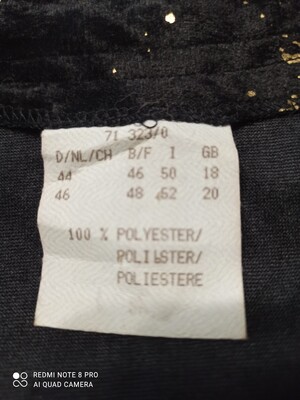 71 323/0
D/NL/CH B/F I GB
44 46 50 18
46 48 52 20
100 % POLYESTER/
POLIESTER/
POLIESTERE
REDMI NOTE 8 PRO
AI QUAD CAMERA